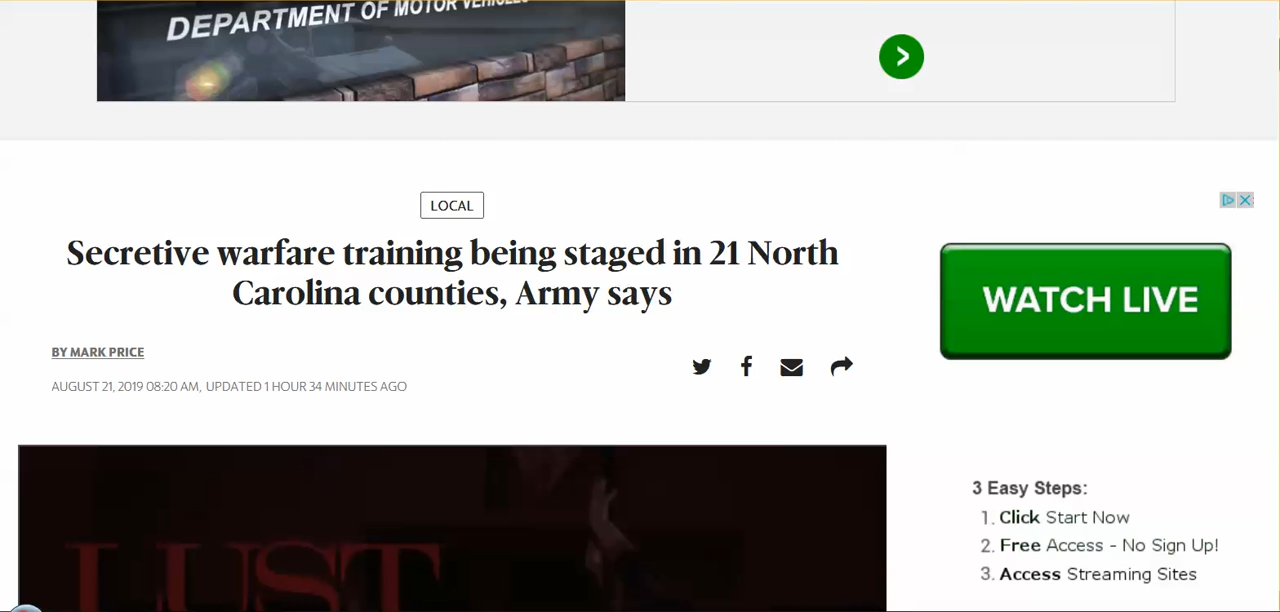 DEPARTMENT OF MOTOR VEHICLES
LOCAL
Secretive warfare training being staged in 21 North
Carolina counties, Army says
BY MARK PRICE
AUGUST 21, 2019 08:20 AM, UPDATED 1 HOUR 34 MINUTES AGO
WATCH LIVE
3 Easy Steps:
1. Click Start Now
2. Free Access - No Sign Up!
3. Access Streaming Sites
LUST